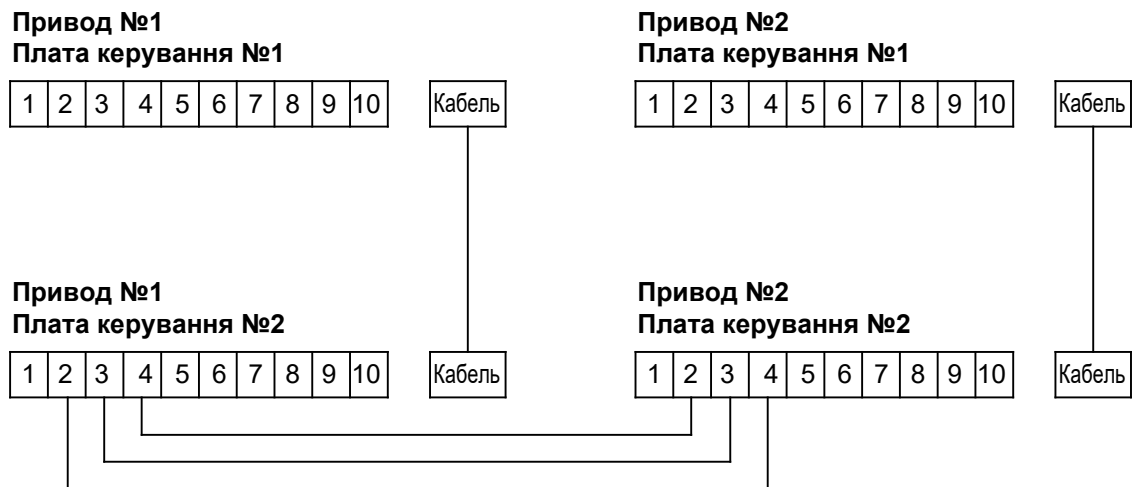 Привод №1
Плата керування №1
1 2 3 4 5 6 7 8 9 10 Кабель
Привод №2
Плата керування №1
1 2 3 4 5 6 7 8 9 10 Кабель
Привод №1
Плата керування №2
1 2 3 4 5 6 7 8 9 10 Кабель
Привод №2
Плата керування №2
1 2 3 4 5 6 7 8 9 10 Кабель